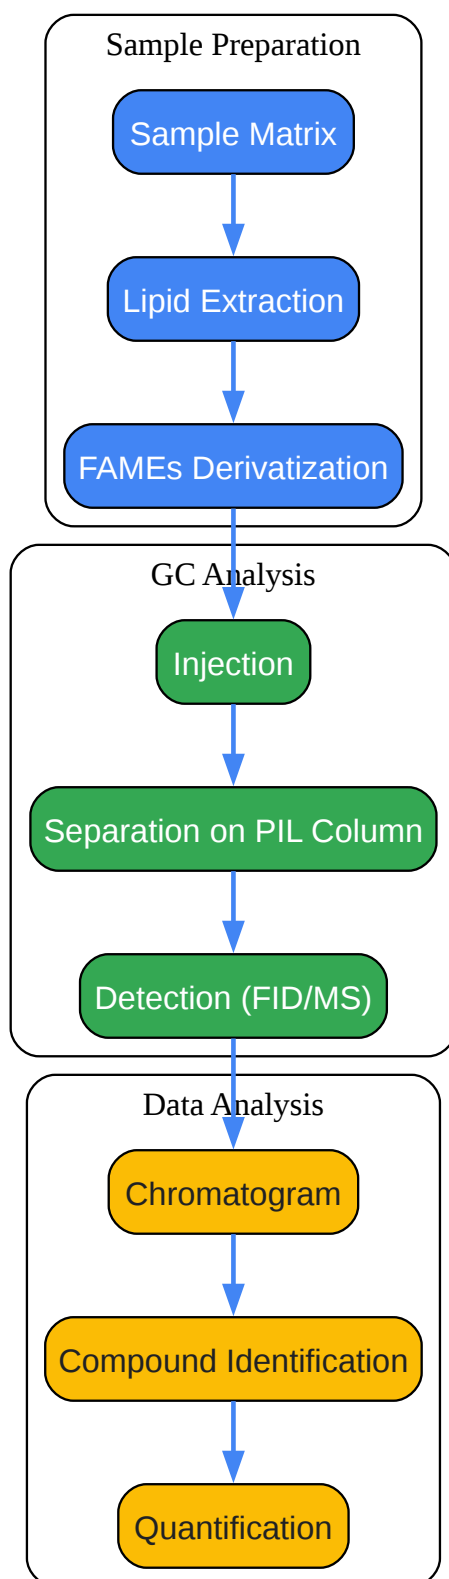 Sample Preparation
Sample Matrix
Lipid Extraction
FAMEs Derivatization
GC Analysis
Injection
Separation on PIL Column
Detection (FID/MS)
Data Analysis
Chromatogram
Compound Identification
Quantification